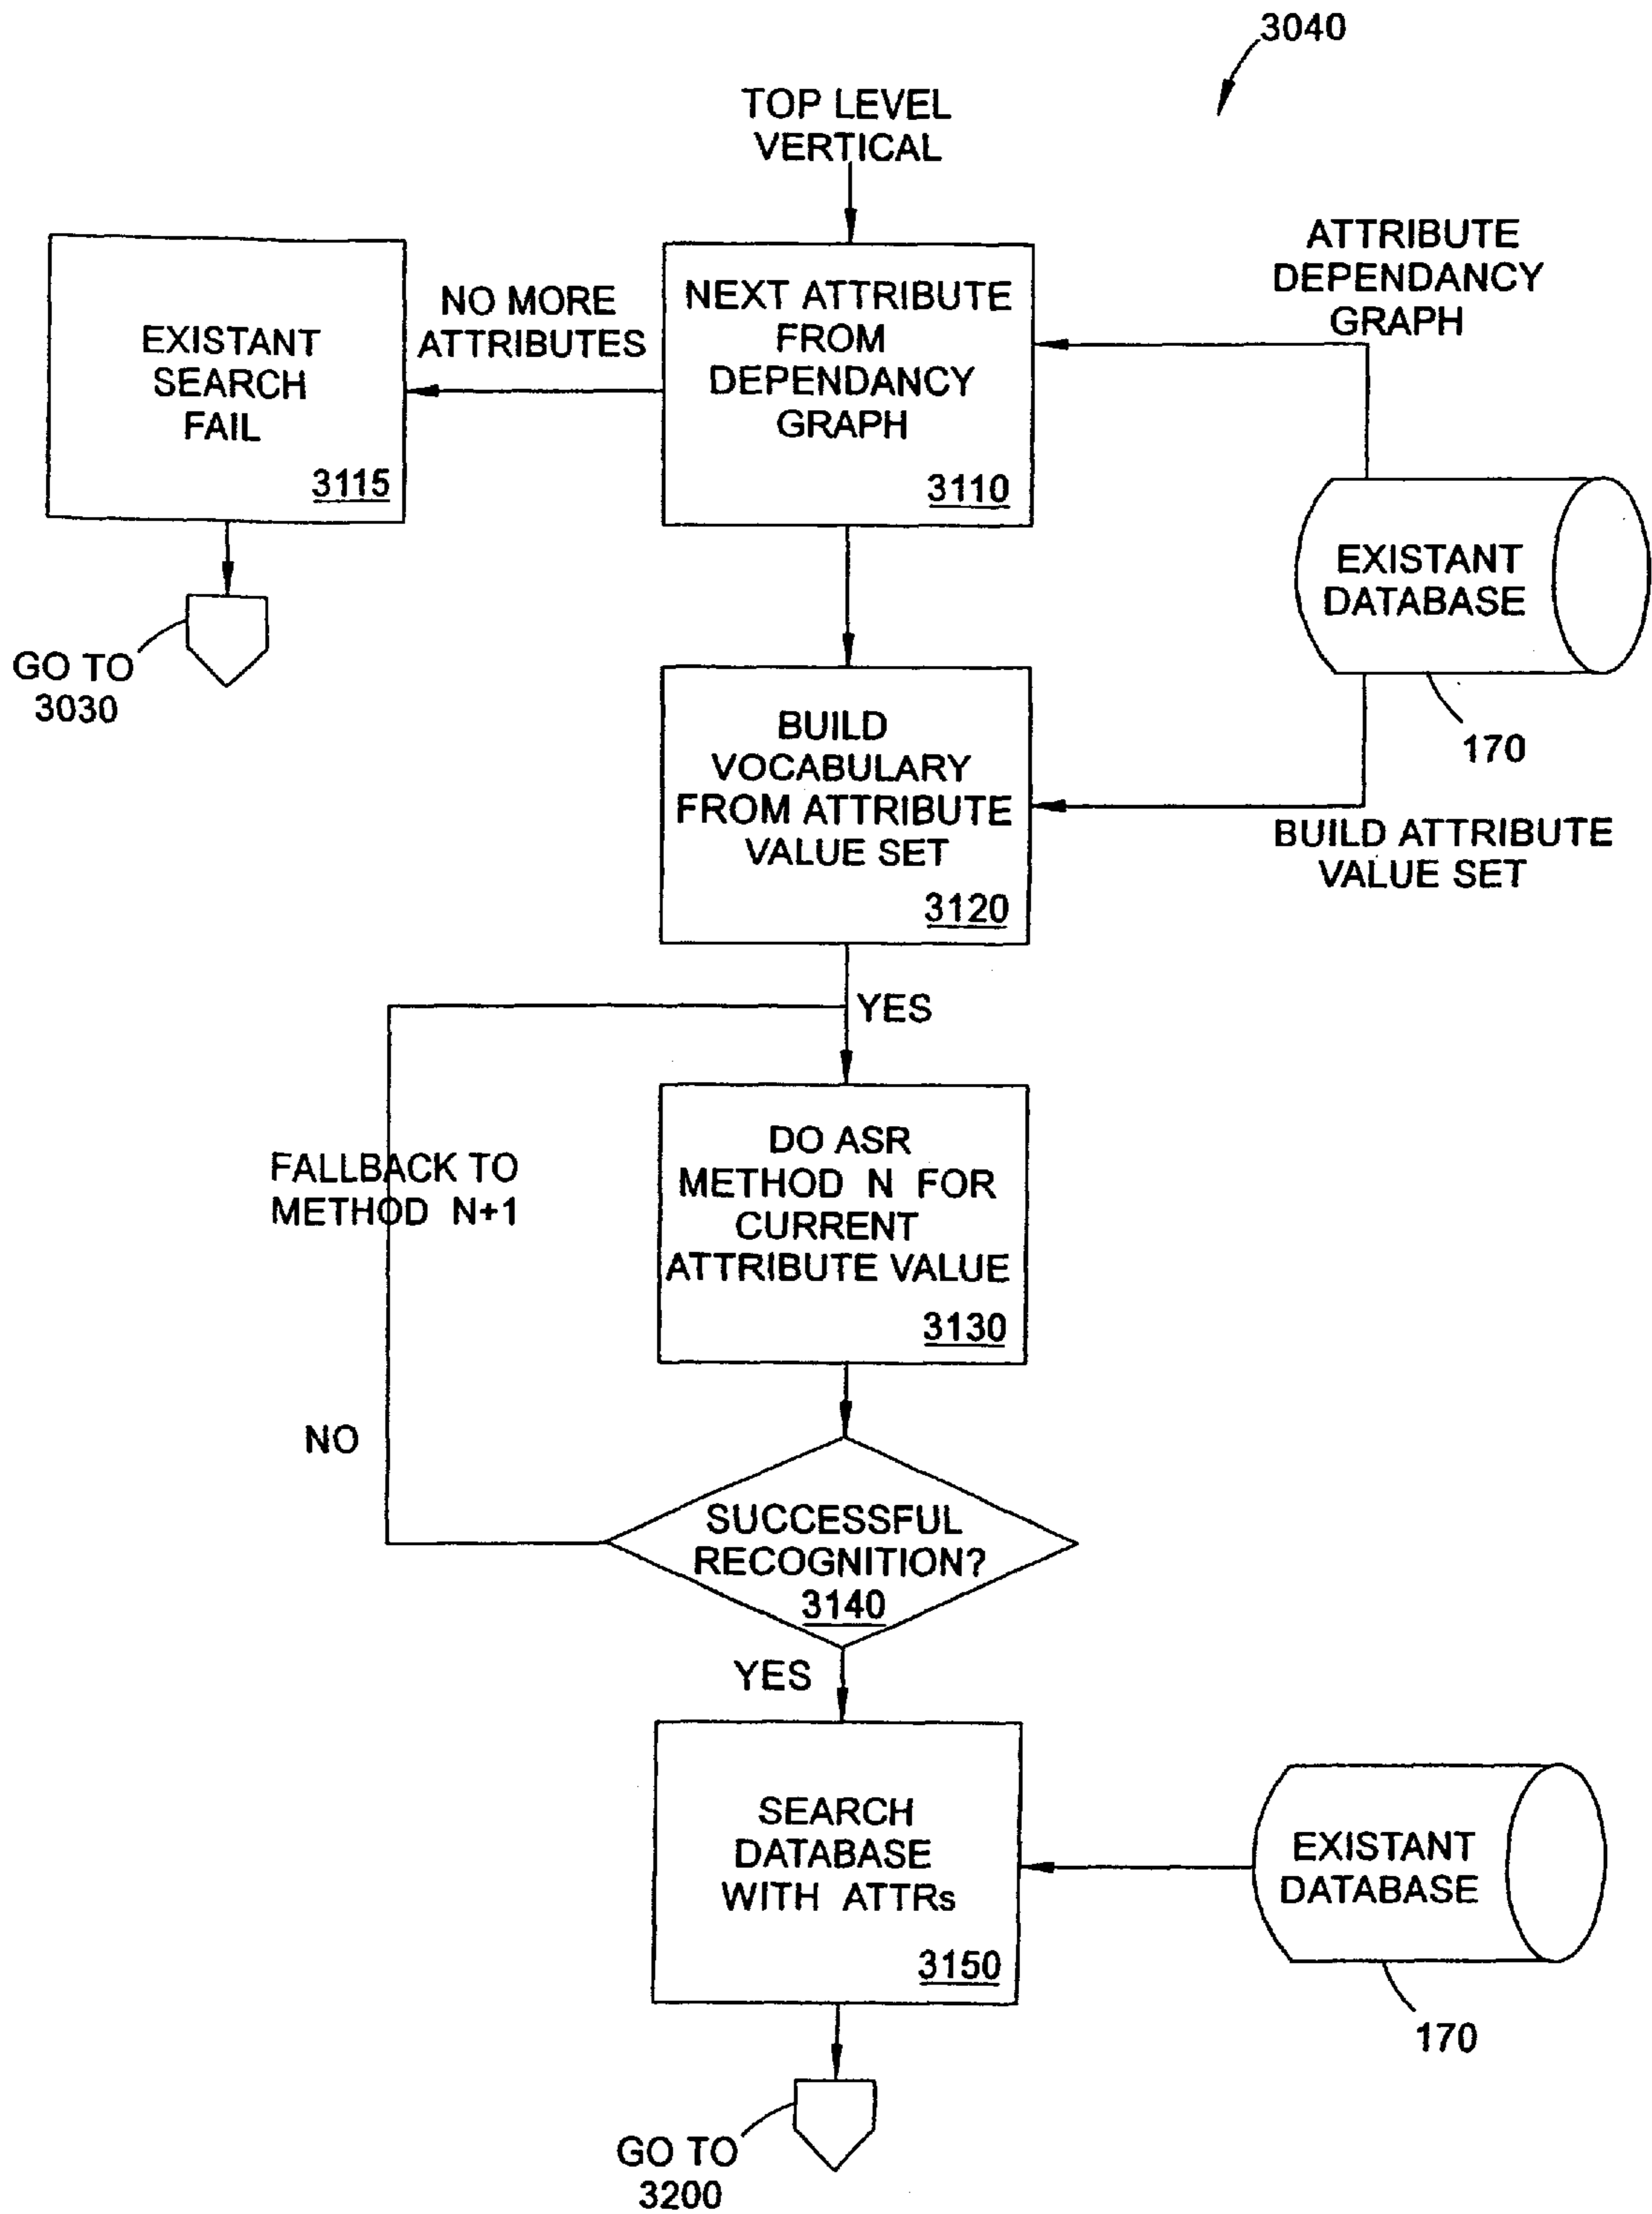 3040
TOP LEVEL
VERTICAL
ATTRIBUTE
DEPENDANCY
GRAPH
NO MORE
ATTRIBUTES
NEXT ATTRIBUTE
FROM
DEPENDANCY
GRAPH
3110
EXISTANT
SEARCH
FAIL
3115
GO TO
3030
EXISTANT
DATABASE
170
BUILD
VOCABULARY
FROM ATTRIBUTE
VALUE SET
3120
BUILD ATTRIBUTE
VALUE SET
YES
FALLBACK TO
METHOD N+1
DO ASR
METHOD N FOR
CURRENT
ATTRIBUTE VALUE
3130
NO
SUCCESSFUL
RECOGNITION?
3140
YES
SEARCH
DATABASE
WITH ATTRs
3150
EXISTANT
DATABASE
170
GO TO
3200